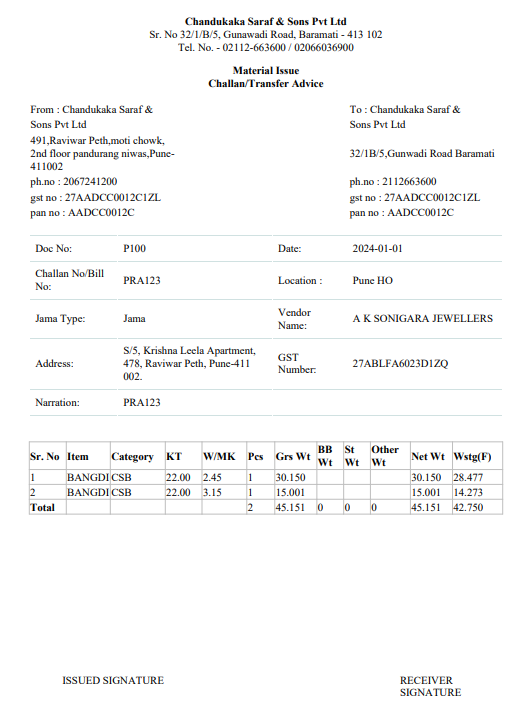 Chandukaka Saraf & Sons Pvt Ltd
Sr. No 32/1/B/5, Gunawadi Road, Baramati - 413 102
Tel. No. - 02112-663600 / 02066036900
Material Issue
Challan/Transfer Advice
From : Chandukaka Saraf &
Sons Pvt Ltd
491,Raviwar Peth,moti chowk,
2nd floor pandurang niwas,Pune-
411002
ph.no : 2067241200
gst no : 27AADCC0012C1ZL
pan no : AADCC0012C
To : Chandukaka Saraf &
Sons Pvt Ltd
32/1B/5,Gunwadi Road Baramati
ph.no : 2112663600
gst no : 27AADCC0012C1ZL
pan no : AADCC0012C
Doc No: P100 Date: 2024-01-01
Challan No/Bill
No: PRA123 Location : Pune HO
Jama Type: Jama Vendor
Name: A K SONIGARA JEWELLERS
Address: S/5, Krishna Leela Apartment,
478, Raviwar Peth, Pune-411
002.
GST
Number: 27ABLFA6023D1ZQ
Narration: PRA123
Sr. No Item Category KT W/MK Pcs Grs Wt BB Wt St Wt Other Wt Net Wt Wstg(F)
1 BANGDI CSB 22.00 2.45 1 30.150 30.150 28.477
2 BANGDI CSB 22.00 3.15 1 15.001 15.001 14.273
Total 2 45.151 0 0 0 45.151 42.750
ISSUED SIGNATURE
RECEIVER
SIGNATURE